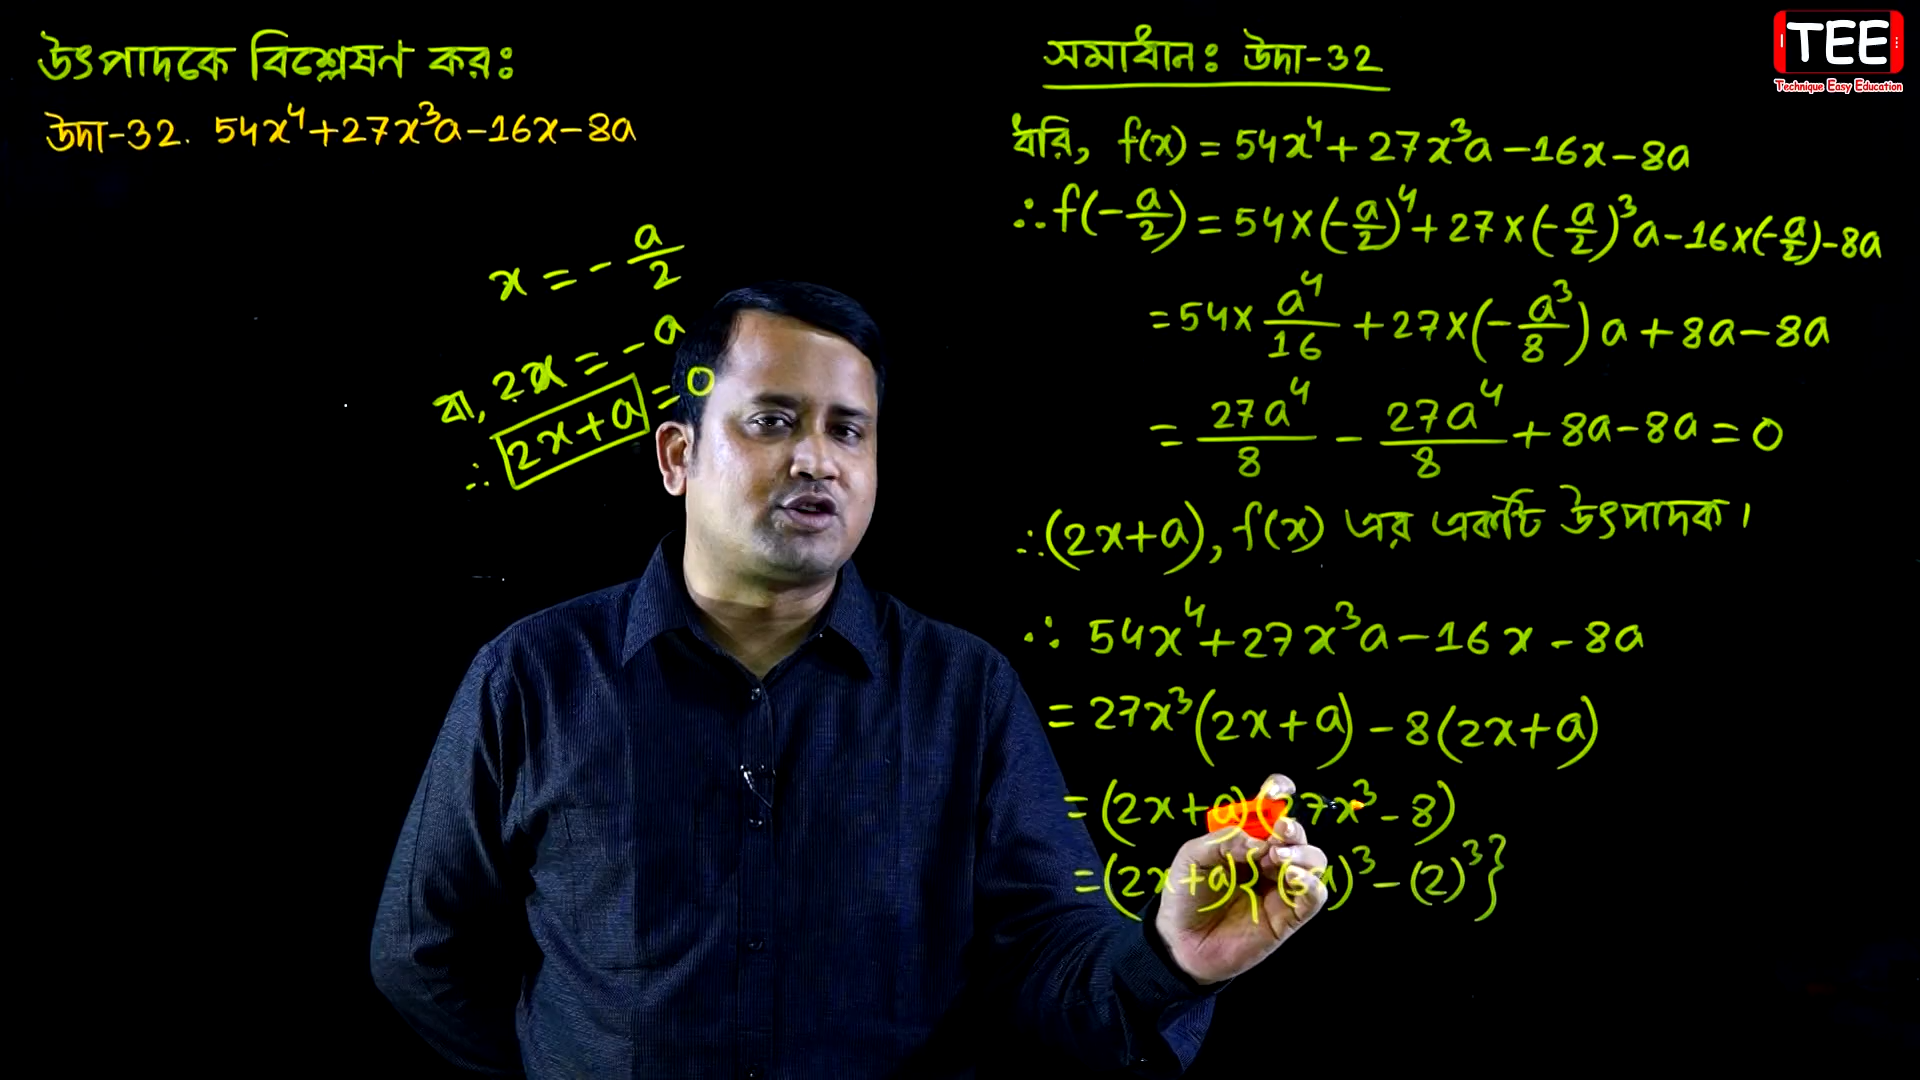 উৎপাদকে বিশ্লেষণ করঃ
উদা-32. 54x⁴+27x³a-16x-8a
x = -a/2
বা, 2x = -a
∴ 2x+a = 0
সমাধানঃ উদা-32
ধরি, f(x) = 54x⁴+27x³a-16x-8a
∴ f(-a/2) = 54×(-a/2)⁴+27×(-a/2)³a-16×(-a/2)-8a
= 54×a⁴/16+27×(-a³/8)a+8a-8a
= 27a⁴/8 - 27a⁴/8 + 8a-8a = 0
∴ (2x+a), f(x) এর একটি উৎপাদক।
∴ 54x⁴+27x³a-16x-8a
= 27x³(2x+a)-8(2x+a)
= (2x+a)(27x³-8)
= (2x+a){(3x)³-(2)³}
TEE
Technique Easy Education